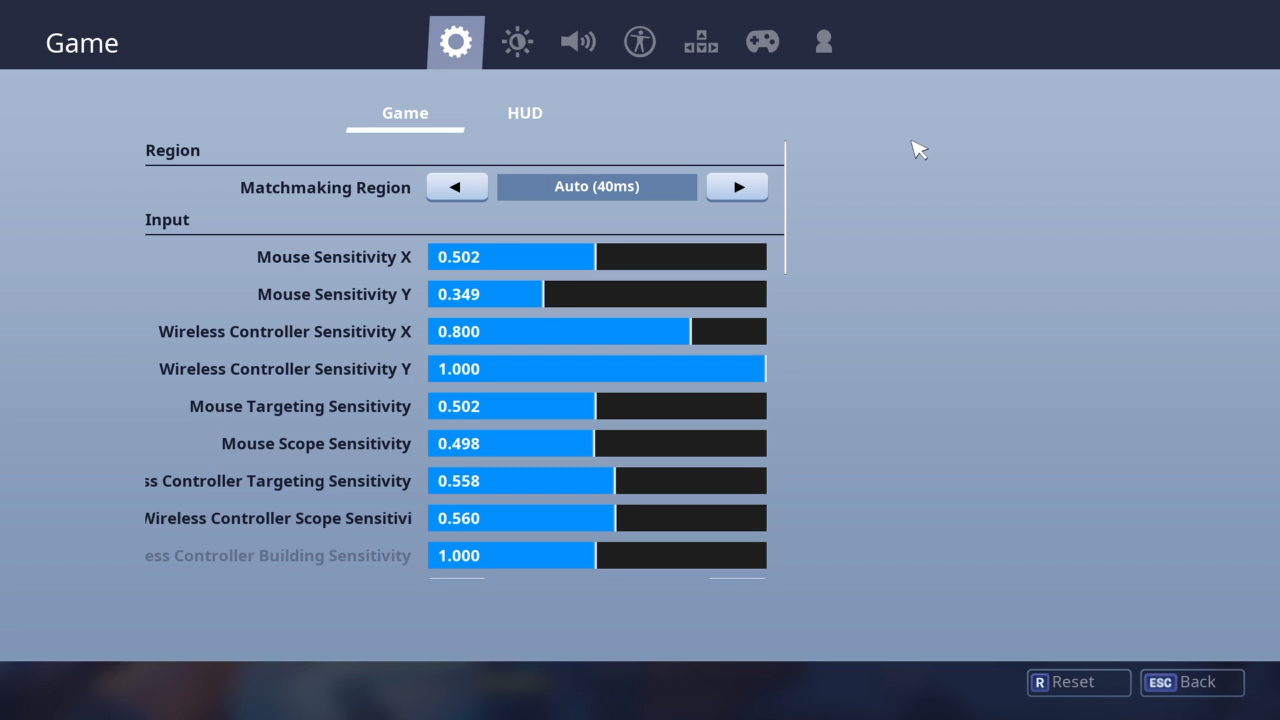 Game
Game HUD
Region
Matchmaking Region Auto (40ms)
Input
Mouse Sensitivity X 0.502
Mouse Sensitivity Y 0.349
Wireless Controller Sensitivity X 0.800
Wireless Controller Sensitivity Y 1.000
Mouse Targeting Sensitivity 0.502
Mouse Scope Sensitivity 0.498
ss Controller Targeting Sensitivity 0.558
Wireless Controller Scope Sensitivi 0.560
ess Controller Building Sensitivity 1.000
R Reset ESC Back